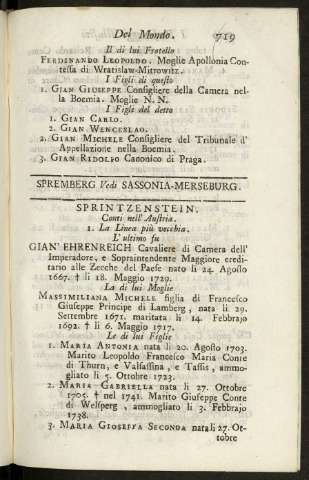 Del Mondo. 719
Il di lui Fratello
FERDINANDO LEOPOLDO. Moglie Apollonia Con-
tessa di Wratislaw-Mitrowitz.
I Figli di questo
1. GIAN GIUSEPPE Consigliere della Camera nel-
la Boemia. Moglie N. N.
I Figli del detto
1. GIAN CARLO.
2. GIAN WENCESLAO.
2. GIAN MICHELE Consigliere del Tribunale d'
Appellazione nella Boemia.
3. GIAN RIDOLFO Canonico di Praga.
SPREMBERG Vedi SASSONIA-MERSEBURG.
SPRINTZENSTEIN.
Conti nell'Austria.
1. La Linea più vecchia.
L'ultimo fu
GIAN' EHRENREICH Cavaliere di Camera dell'
Imperadore, e Sopraintendente Maggiore eredi-
tario alle Zecche del Paese nato li 24. Agosto
1667. † li 18. Maggio 1729.
La di lui Moglie
MASSIMILIANA MICHELE figlia di Francesco
Giuseppe Principe di Lamberg, nata li 29.
Settembre 1671. maritata li 14. Febbrajo
1692. † li 6. Maggio 1717.
Le di lui Figlie
1. MARIA ANTONIA nata li 20. Agosto 1703.
Marito Leopoldo Francesco Maria Conte
di Thurn, e Valsassina, e Tassis, ammo-
gliato li 5. Ottobre 1723.
2. MARIA GABRIELLA nata li 27. Ottobre
1705. † nel 1741. Marito Giuseppe Conte
di Welsperg, ammogliato li 3. Febbrajo
1738.
3. MARIA GIOSEFFA SECONDA nata li 27. Ot-
tobre